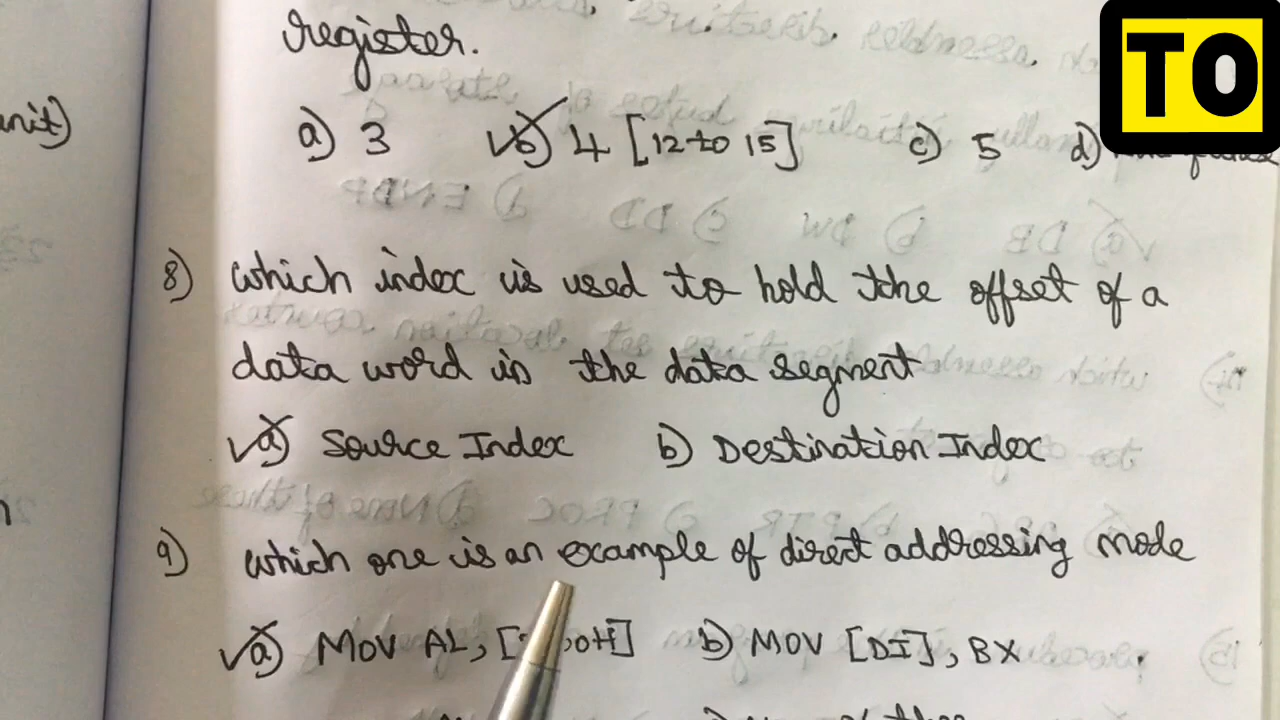 TO
register.
unit)
a) 3 b) 4 [12 to 15] c) 5 d)
8) which index is used to hold the offset of a
data word in the data segment
a) Source Index b) Destination Index
9) which one is an example of direct addressing mode
a) MOV AL, [ 00H] b) MOV [DI], BX